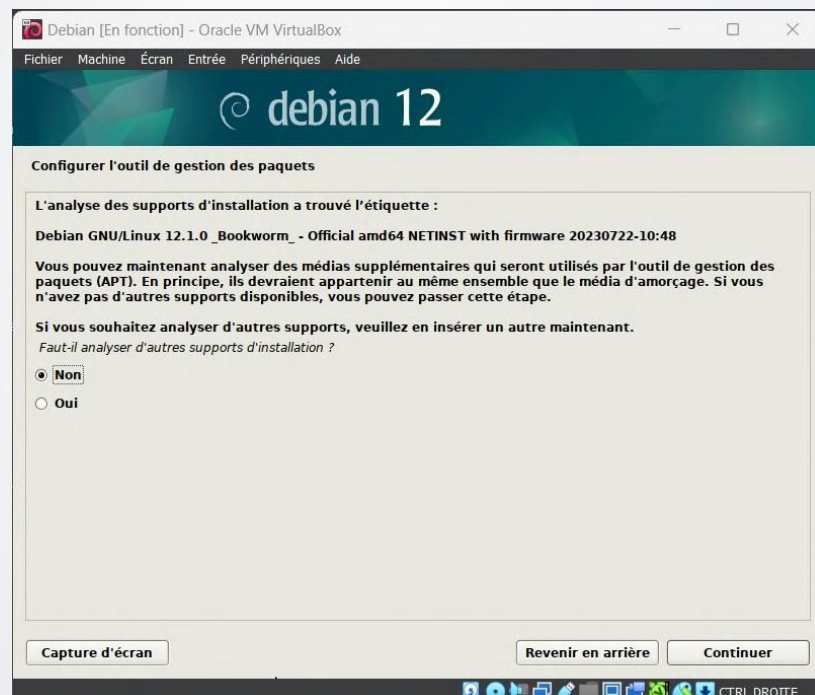 Debian [En fonction] - Oracle VM VirtualBox
Fichier Machine Écran Entrée Périphériques Aide
debian 12
Configurer l'outil de gestion des paquets
L'analyse des supports d'installation a trouvé l'étiquette :
Debian GNU/Linux 12.1.0 _Bookworm_ - Official amd64 NETINST with firmware 20230722-10:48
Vous pouvez maintenant analyser des médias supplémentaires qui seront utilisés par l'outil de gestion des
paquets (APT). En principe, ils devraient appartenir au même ensemble que le média d'amorçage. Si vous
n'avez pas d'autres supports disponibles, vous pouvez passer cette étape.
Si vous souhaitez analyser d'autres supports, veuillez en insérer un autre maintenant.
Faut-il analyser d'autres supports d'installation ?
Non
Oui
Capture d'écran
Revenir en arrière
Continuer
CTRL DROITE